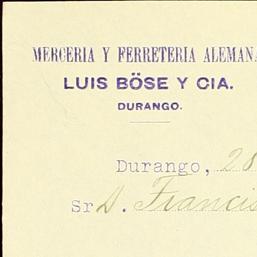 MERCERIA Y FERRETERIA ALEMANA
LUIS BÖSE Y CIA.
DURANGO.
Durango, 28
Sr D. Francis